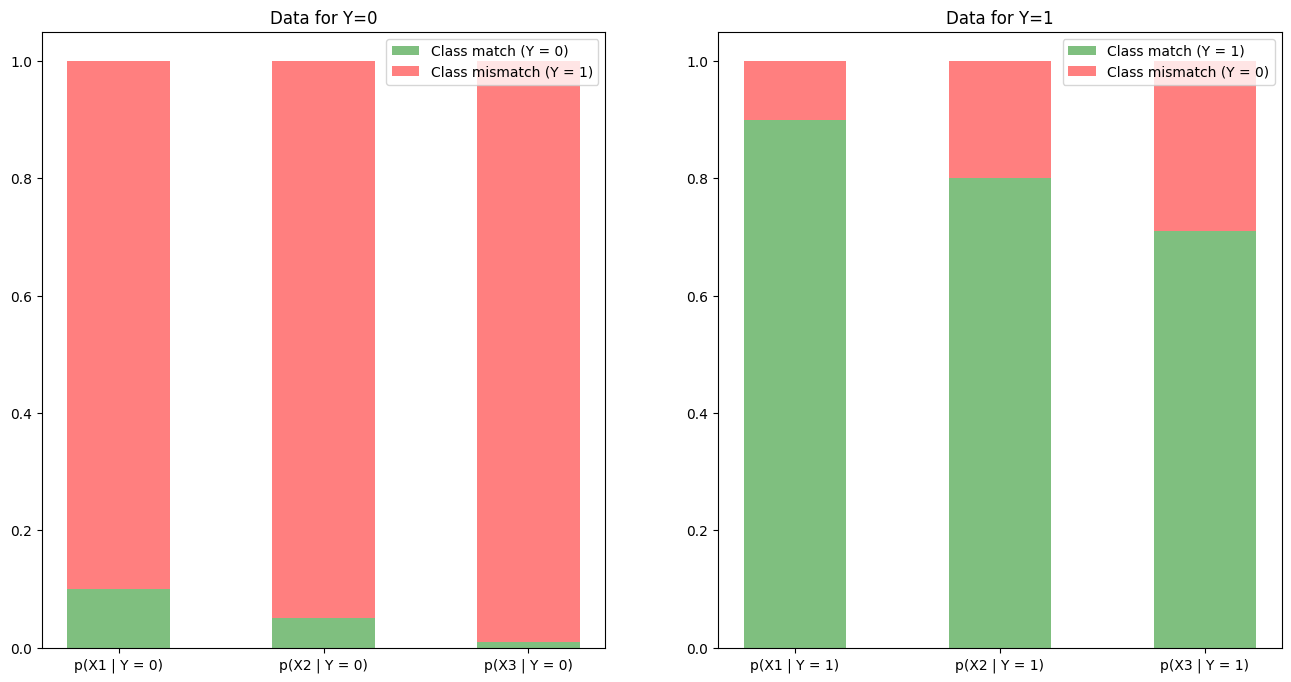 Data for Y=0
Class match (Y = 0)
Class mismatch (Y = 1)
1.0
0.8
0.6
0.4
0.2
0.0
p(X1 | Y = 0)
p(X2 | Y = 0)
p(X3 | Y = 0)
Data for Y=1
Class match (Y = 1)
Class mismatch (Y = 0)
1.0
0.8
0.6
0.4
0.2
0.0
p(X1 | Y = 1)
p(X2 | Y = 1)
p(X3 | Y = 1)